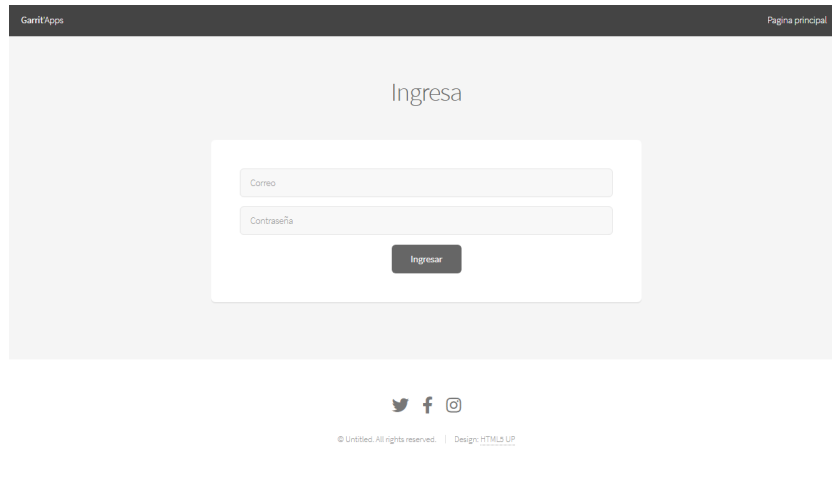 Garrit'Apps
Pagina principal
Ingresa
Correo
Contraseña
Ingresar
© Untitled. All rights reserved. Design: HTML5 UP